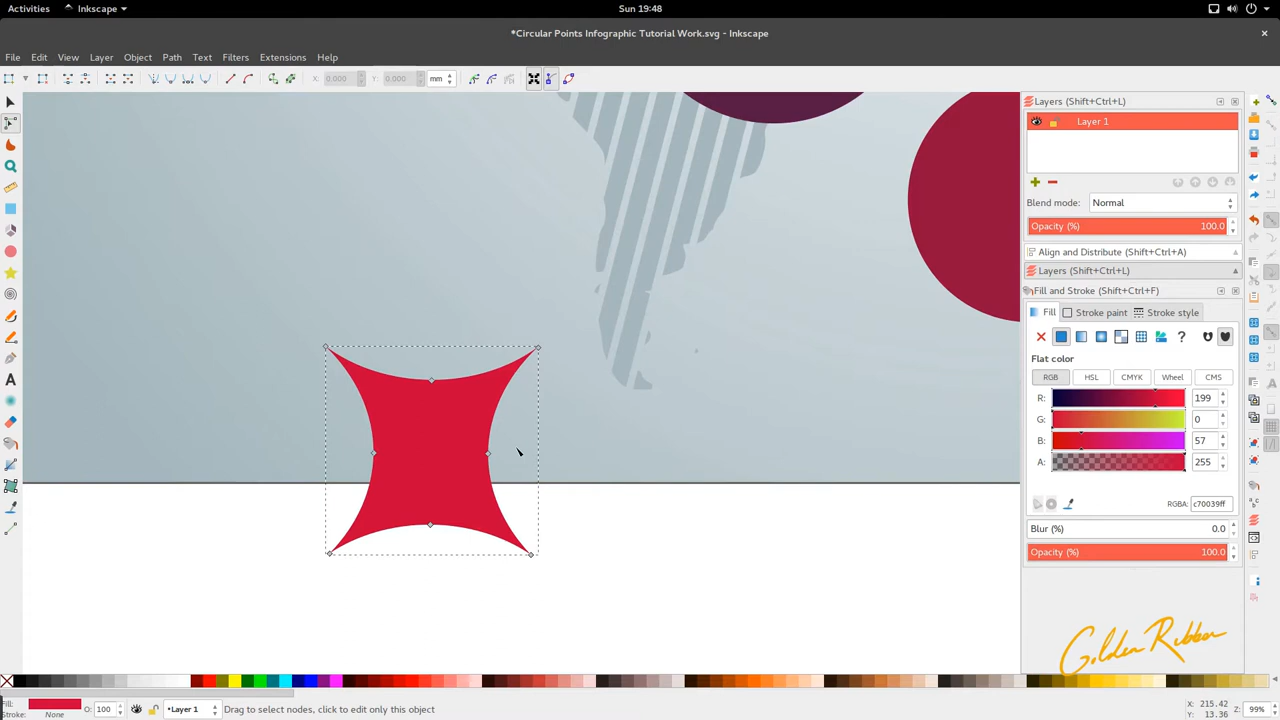 Activities
Inkscape
Sun 19:48
*Circular Points Infographic Tutorial Work.svg - Inkscape
File Edit View Layer Object Path Text Filters Extensions Help
X: 0.000 Y: 0.000 mm
Layers (Shift+Ctrl+L)
Layer 1
Blend mode: Normal
Opacity (%) 100.0
Align and Distribute (Shift+Ctrl+A)
Layers (Shift+Ctrl+L)
Fill and Stroke (Shift+Ctrl+F)
Fill Stroke paint Stroke style
Flat color
RGB HSL CMYK Wheel CMS
R: 199
G: 0
B: 57
A: 255
RGBA: c70039ff
Blur (%) 0.0
Opacity (%) 100.0
Golden Ribbon
Fill:
Stroke: None
O: 100
Layer 1
Drag to select nodes, click to edit only this object
X: 215.42
Y: 13.36
Z: 99%